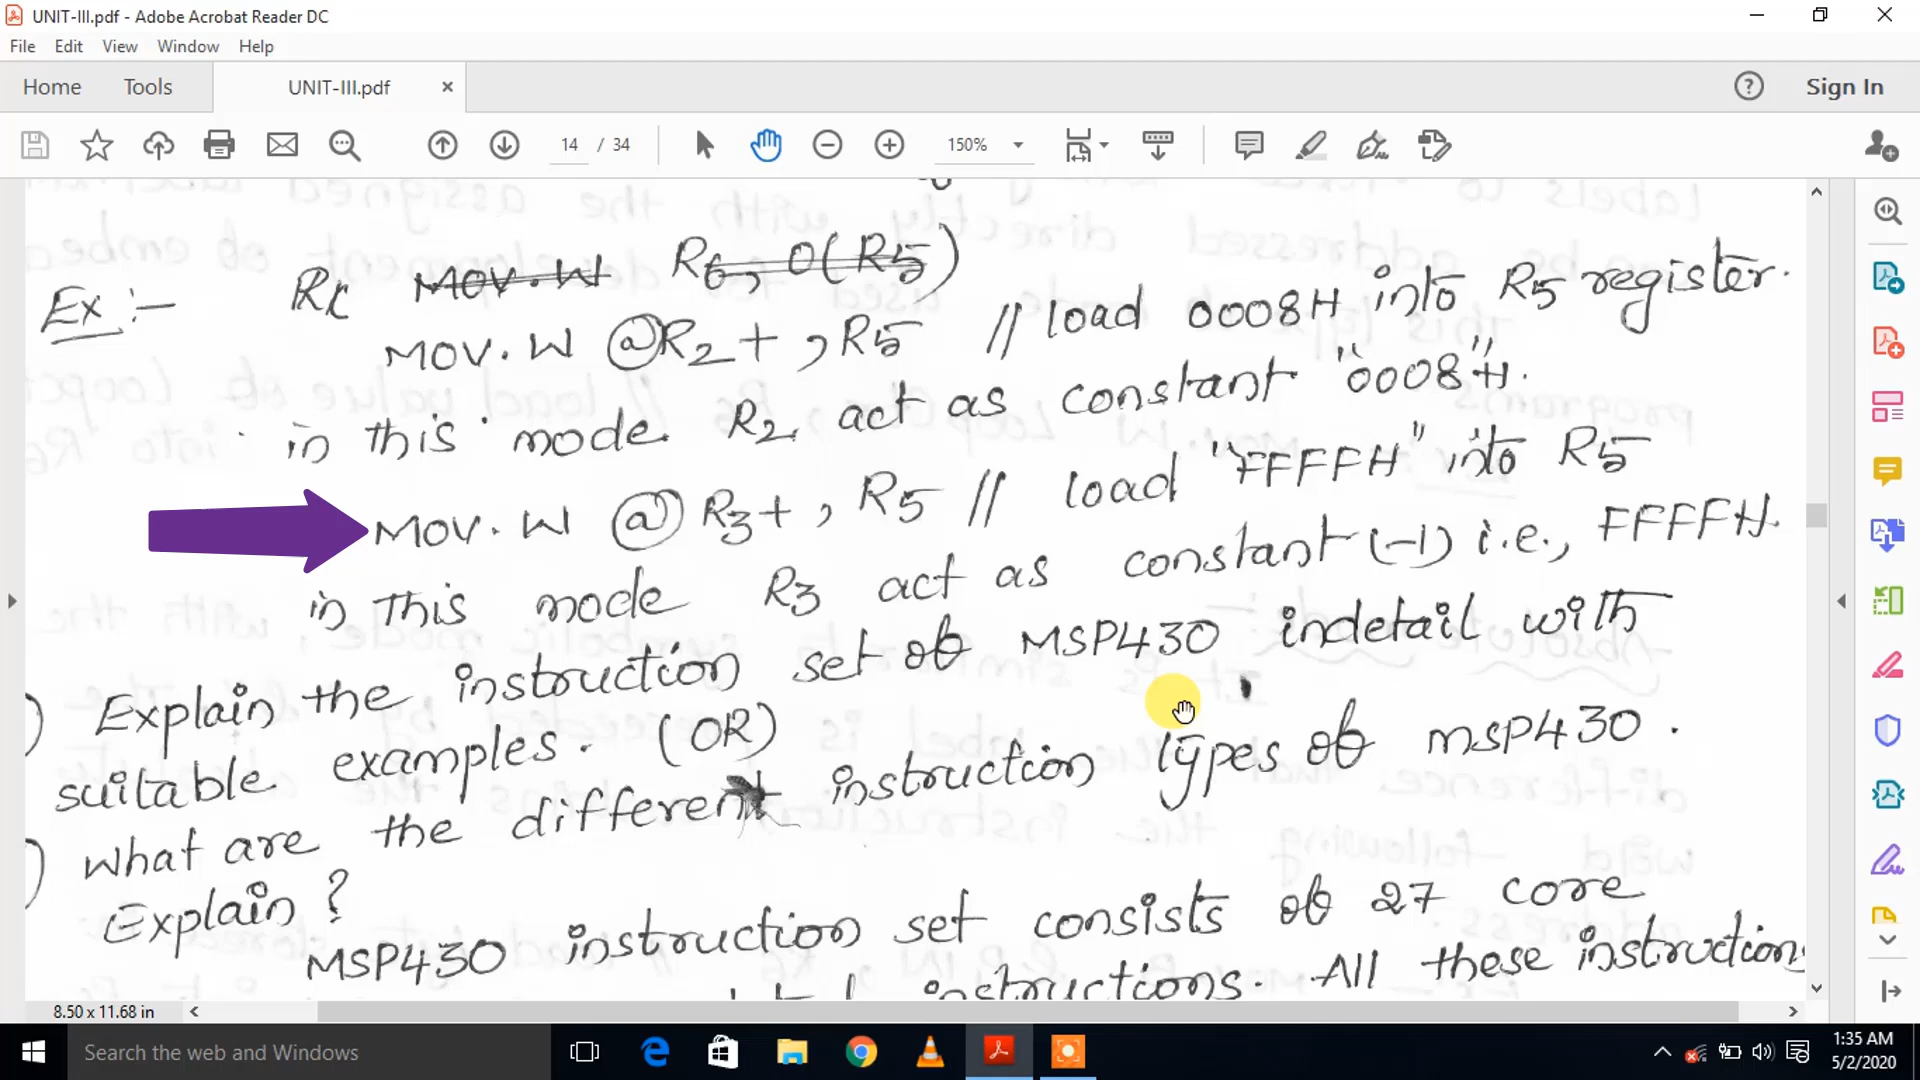 UNIT-III.pdf - Adobe Acrobat Reader DC
File Edit View Window Help
Home Tools UNIT-III.pdf × ? Sign In
14 / 34 150%
Ex :- MOV.W R6, 0(R5)
MOV.W @R2+, R5 // load 0008H into R5 register.
in this mode R2 act as constant "0008"H.
MOV.W @R3+, R5 // load "FFFFH" into R5
in this mode R3 act as constant (-1) i.e., FFFFH.
) Explain the instruction set of MSP430 indetail with
suitable examples. (OR)
) What are the different instruction types of MSP430.
Explain?
MSP430 instruction set consists of 27 core
instructions. All these instructions
8.50 x 11.68 in
Search the web and Windows
1:35 AM
5/2/2020